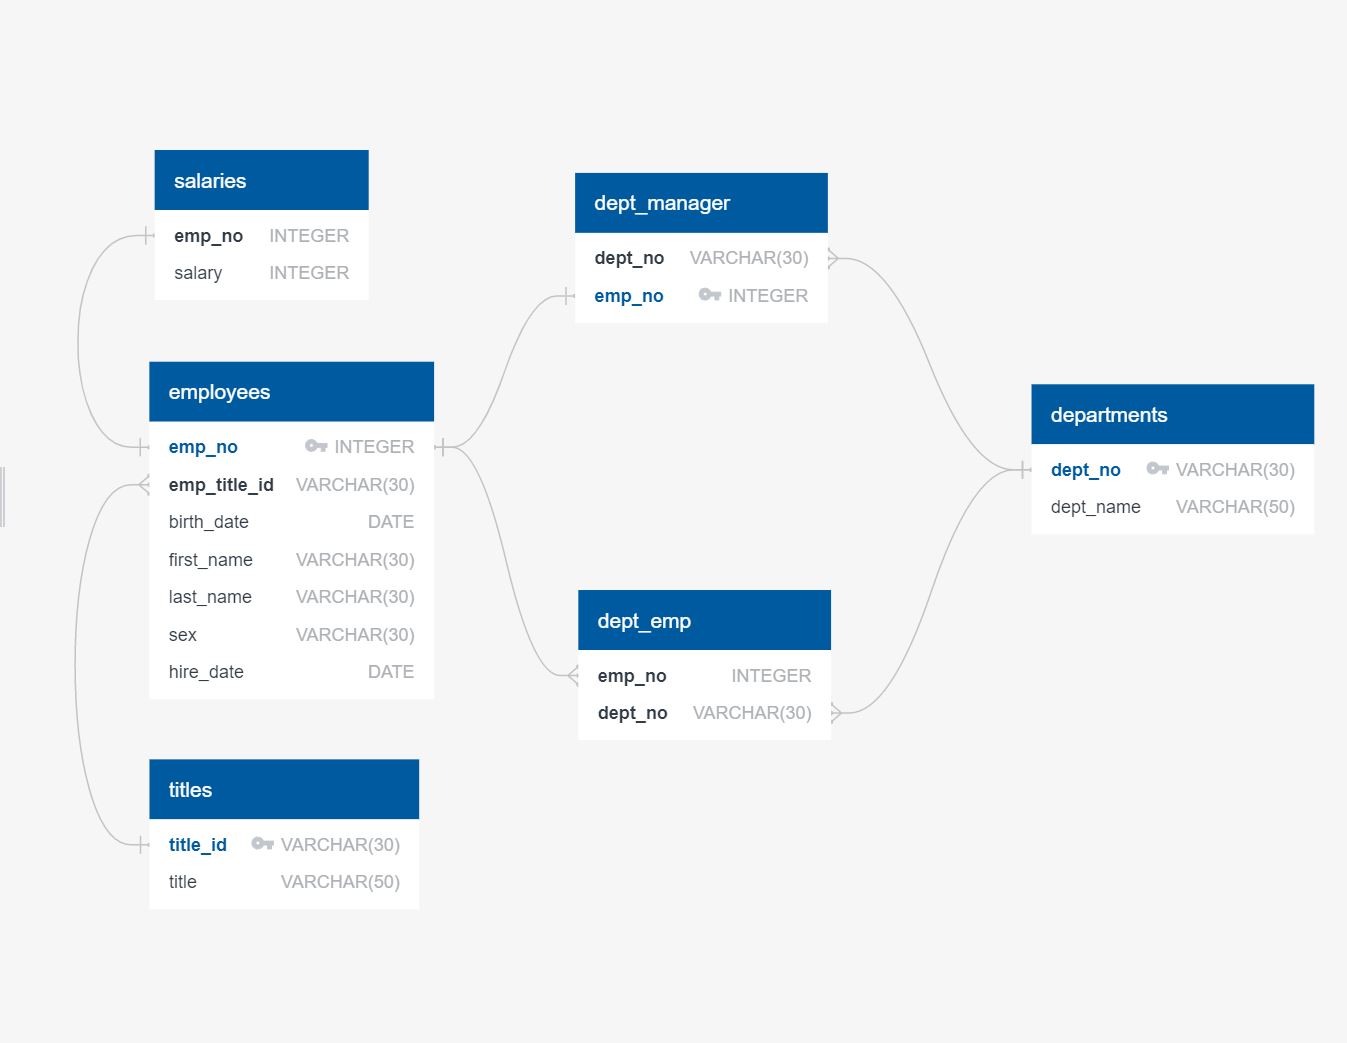 salaries
emp_no INTEGER
salary INTEGER
employees
emp_no INTEGER
emp_title_id VARCHAR(30)
birth_date DATE
first_name VARCHAR(30)
last_name VARCHAR(30)
sex VARCHAR(30)
hire_date DATE
titles
title_id VARCHAR(30)
title VARCHAR(50)
dept_manager
dept_no VARCHAR(30)
emp_no INTEGER
dept_emp
emp_no INTEGER
dept_no VARCHAR(30)
departments
dept_no VARCHAR(30)
dept_name VARCHAR(50)